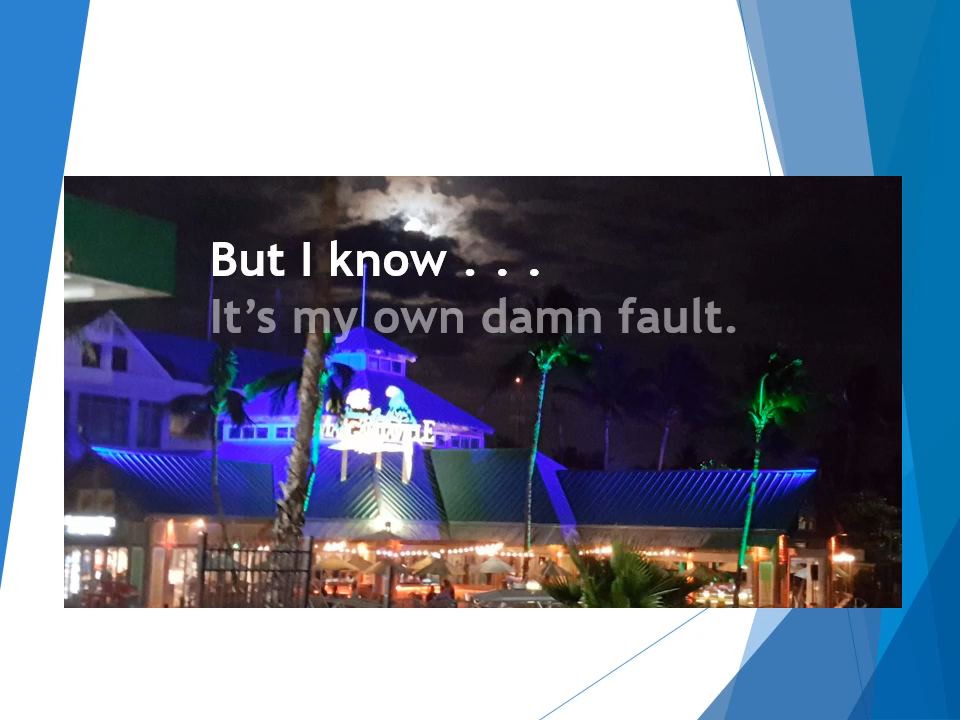 But I know . . .
It’s my own damn fault.